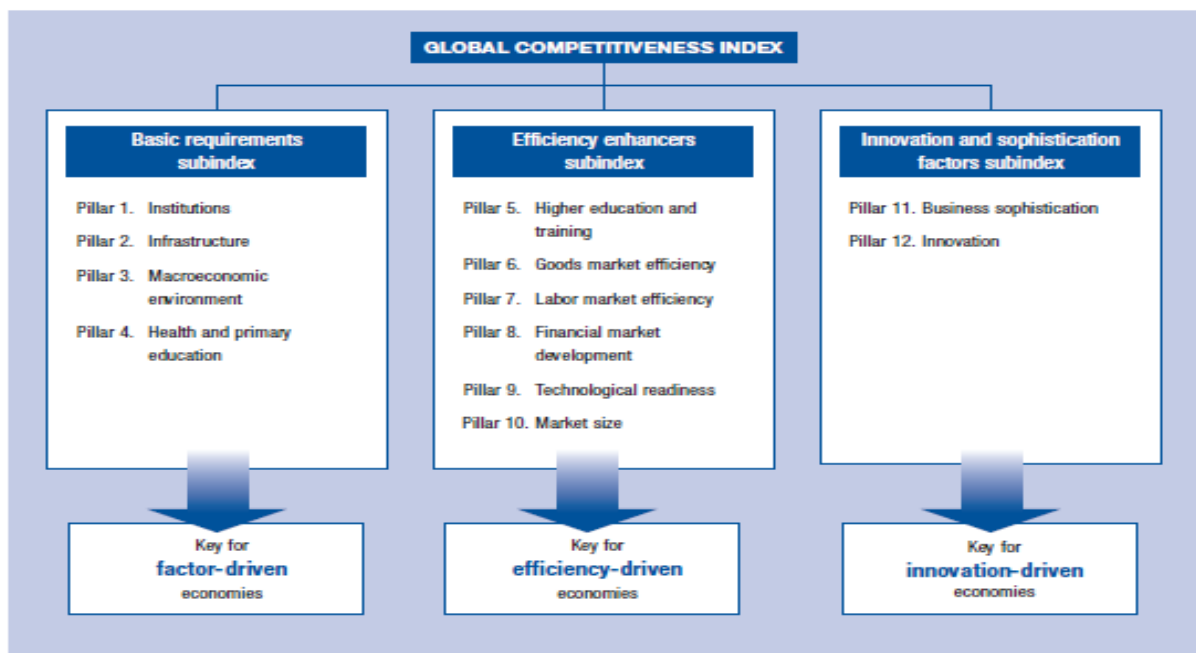 GLOBAL COMPETITIVENESS INDEX
Basic requirements
subindex
Pillar 1. Institutions
Pillar 2. Infrastructure
Pillar 3. Macroeconomic
environment
Pillar 4. Health and primary
education
Key for
factor-driven
economies
Efficiency enhancers
subindex
Pillar 5. Higher education and
training
Pillar 6. Goods market efficiency
Pillar 7. Labor market efficiency
Pillar 8. Financial market
development
Pillar 9. Technological readiness
Pillar 10. Market size
Key for
efficiency-driven
economies
Innovation and sophistication
factors subindex
Pillar 11. Business sophistication
Pillar 12. Innovation
Key for
innovation-driven
economies